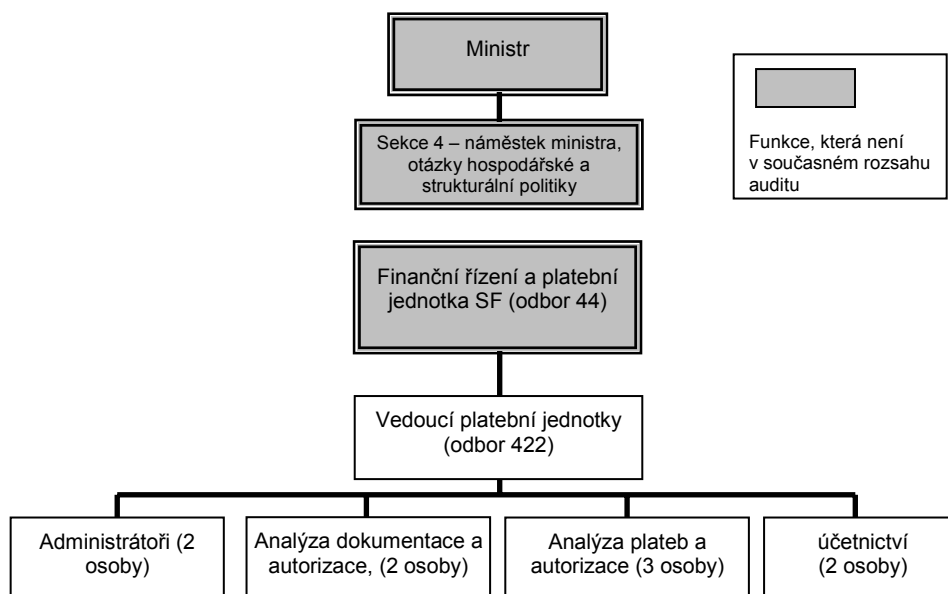 Ministr
Sekce 4 – náměstek ministra,
otázky hospodářské a
strukturální politiky
Funkce, která není
v současném rozsahu
auditu
Finanční řízení a platební
jednotka SF (odbor 44)
Vedoucí platební jednotky
(odbor 422)
Administrátoři (2
osoby)
Analýza dokumentace a
autorizace, (2 osoby)
Analýza plateb a
autorizace (3 osoby)
účetnictví
(2 osoby)